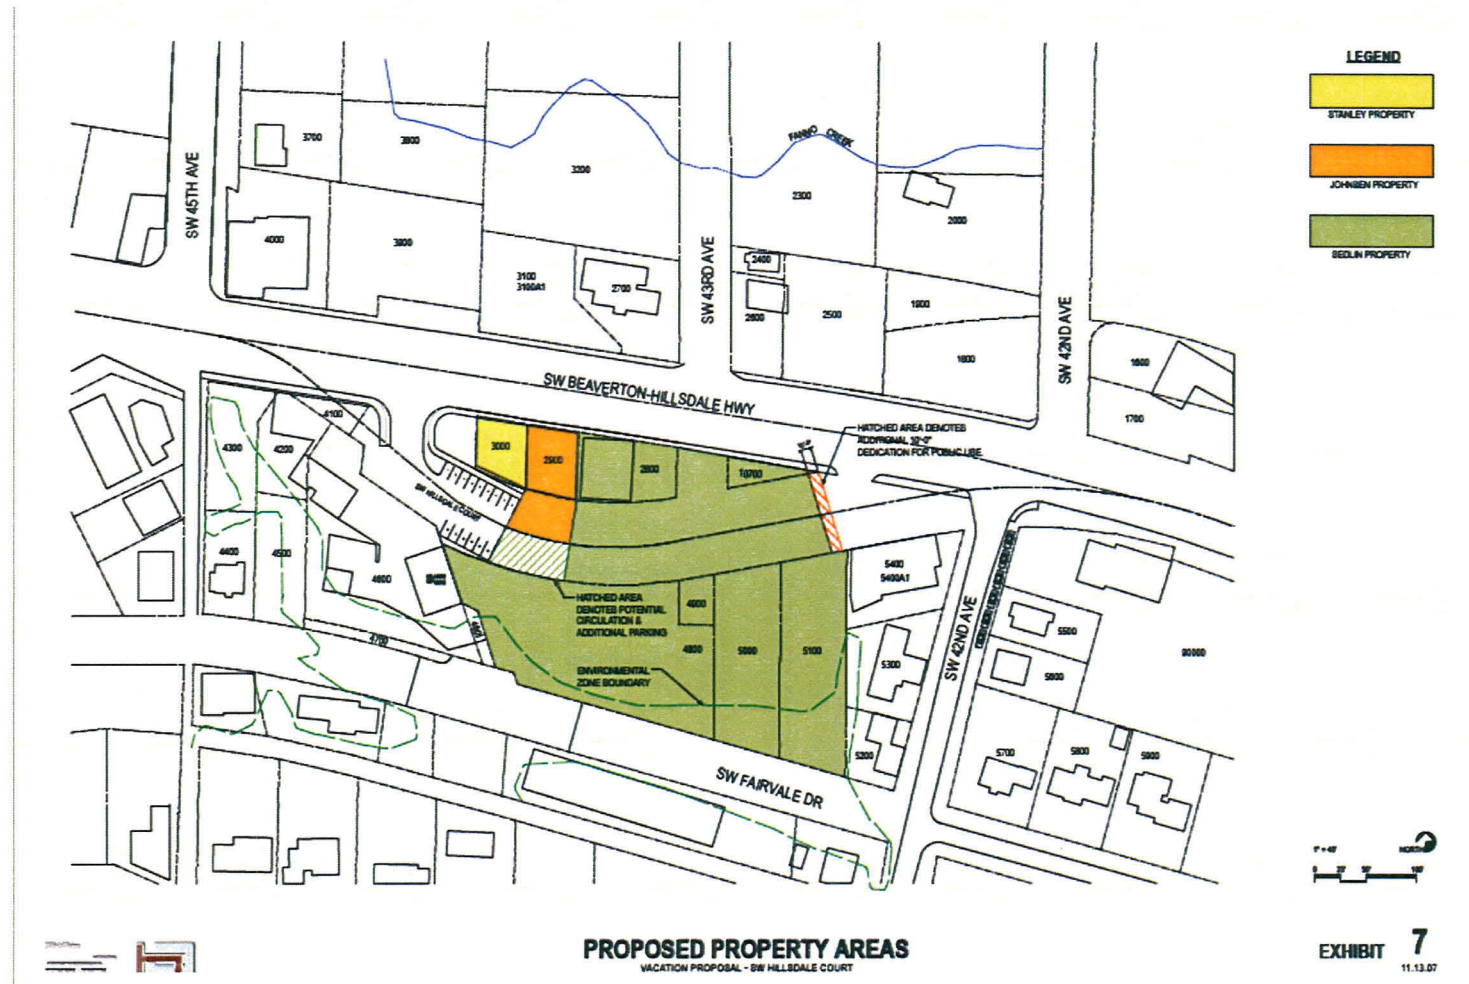 LEGEND
STANLEY PROPERTY
JOHNSEN PROPERTY
SEDLIN PROPERTY
FANNO CREEK
3700
3800
3200
2300
2000
SW 45TH AVE
4000
3900
3100
3100A1
2700
SW 43RD AVE
2400
2600
2500
1900
1800
SW 42ND AVE
1600
1700
SW BEAVERTON-HILLSDALE HWY
4100
4300
4200
3000
2900
2800
10700
HATCHED AREA DENOTES
ADDITIONAL 10'-0"
DEDICATION FOR PUBLIC USE
SW HILLSDALE COURT
4400
4500
4600
4700
HATCHED AREA
DENOTES POTENTIAL
CIRCULATION &
ADDITIONAL PARKING
4900
4800
5000
5100
ENVIRONMENTAL
ZONE BOUNDARY
5400
5400A1
SW 42ND AVE
5300
5200
5500
5600
90000
5700
5800
5900
SW FAIRVALE DR
NORTH
PROPOSED PROPERTY AREAS
VACATION PROPOSAL - SW HILLSDALE COURT
EXHIBIT 7
11.13.07